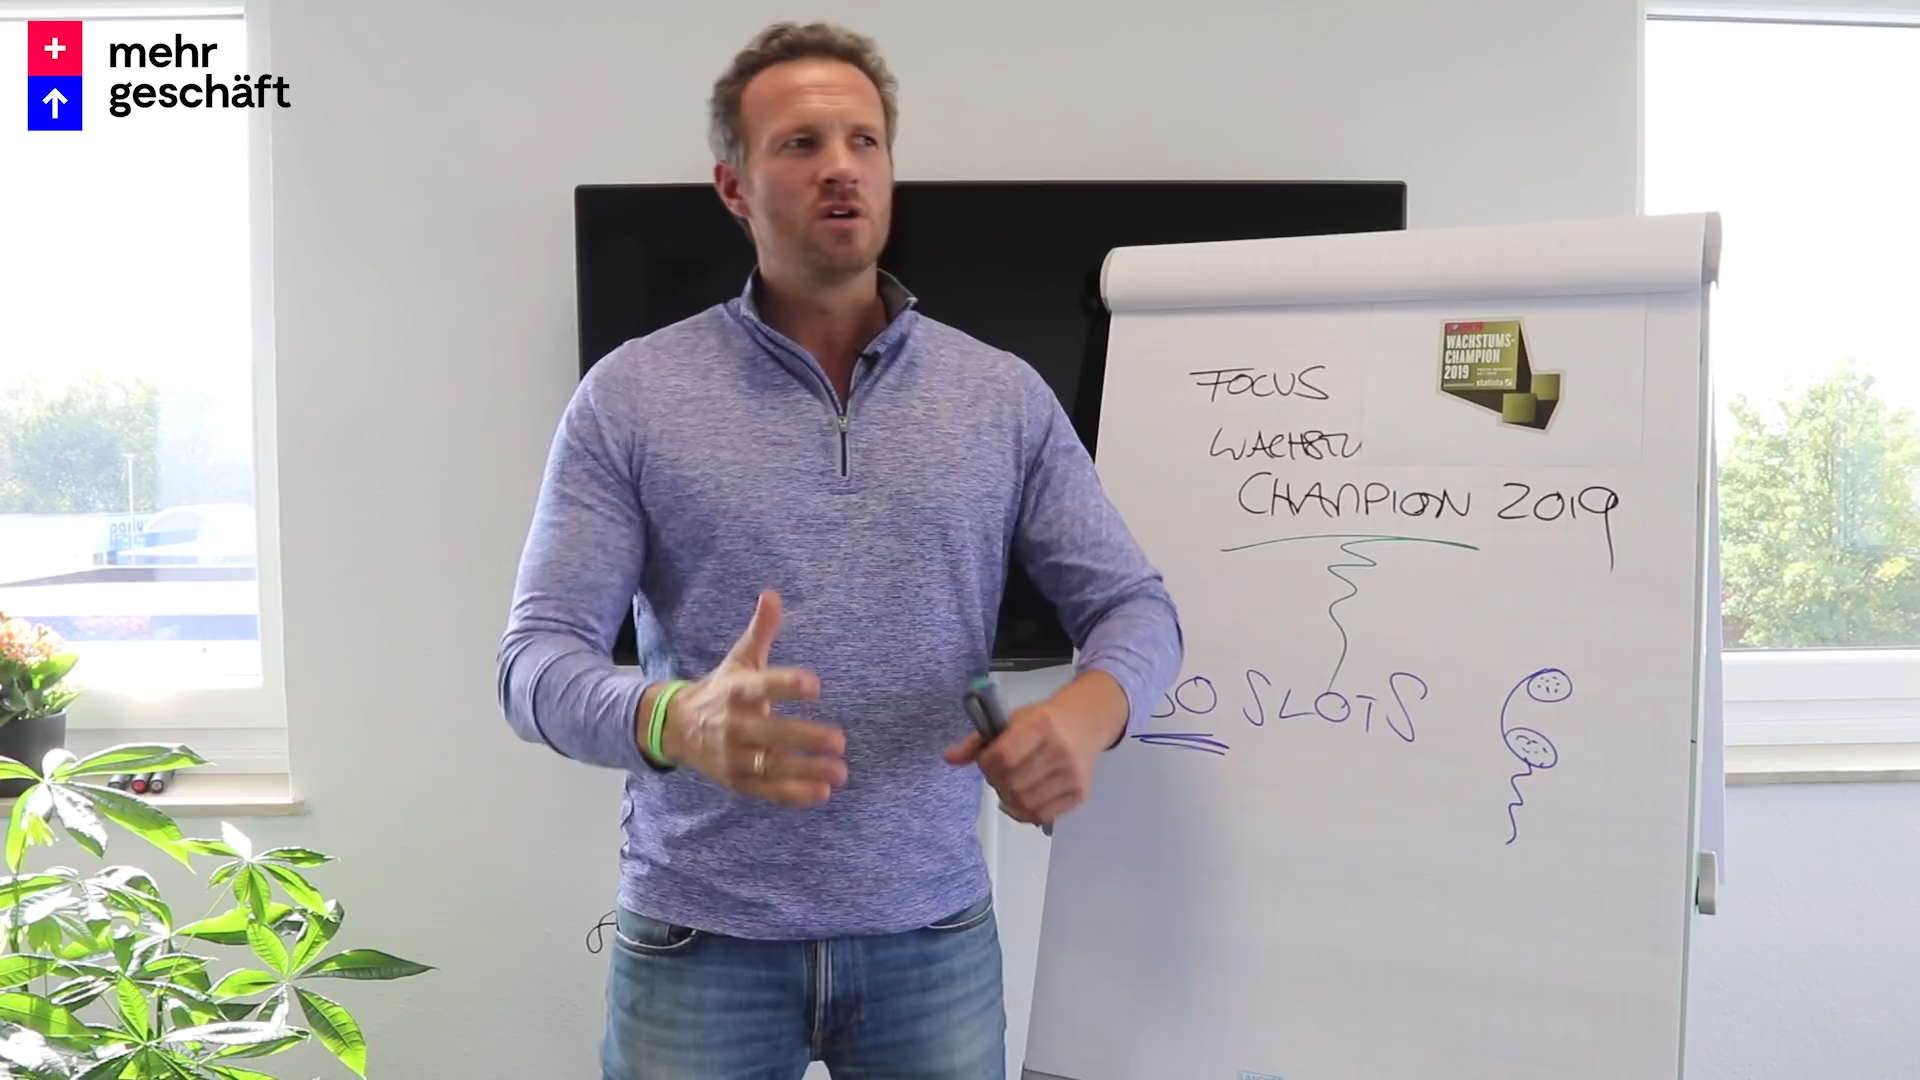 mehr
geschäft
WACHSTUMS-
CHAMPION
2019
statista
FOCUS
WACHSTU
CHAMPION 2019
SLOTS